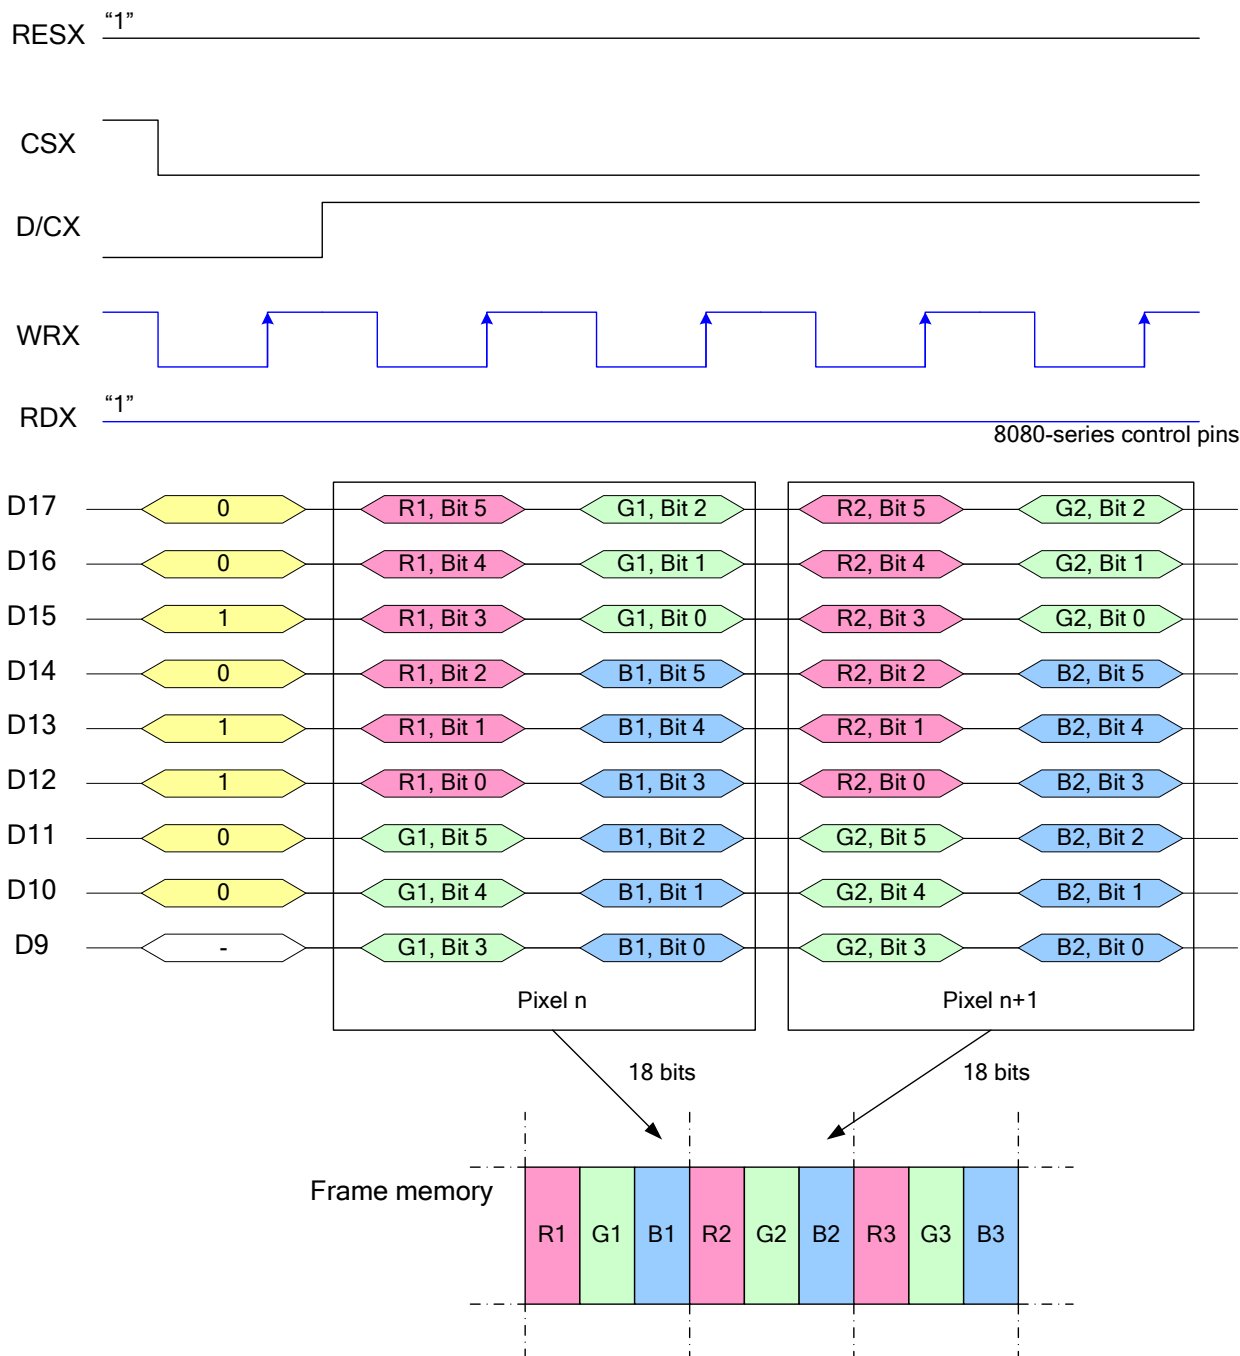 RESX “1”
CSX
D/CX
WRX
RDX “1”
8080-series control pins
D17 0 R1, Bit 5 G1, Bit 2 R2, Bit 5 G2, Bit 2
D16 0 R1, Bit 4 G1, Bit 1 R2, Bit 4 G2, Bit 1
D15 1 R1, Bit 3 G1, Bit 0 R2, Bit 3 G2, Bit 0
D14 0 R1, Bit 2 B1, Bit 5 R2, Bit 2 B2, Bit 5
D13 1 R1, Bit 1 B1, Bit 4 R2, Bit 1 B2, Bit 4
D12 1 R1, Bit 0 B1, Bit 3 R2, Bit 0 B2, Bit 3
D11 0 G1, Bit 5 B1, Bit 2 G2, Bit 5 B2, Bit 2
D10 0 G1, Bit 4 B1, Bit 1 G2, Bit 4 B2, Bit 1
D9 - G1, Bit 3 B1, Bit 0 G2, Bit 3 B2, Bit 0
Pixel n Pixel n+1
18 bits 18 bits
Frame memory
R1 G1 B1 R2 G2 B2 R3 G3 B3